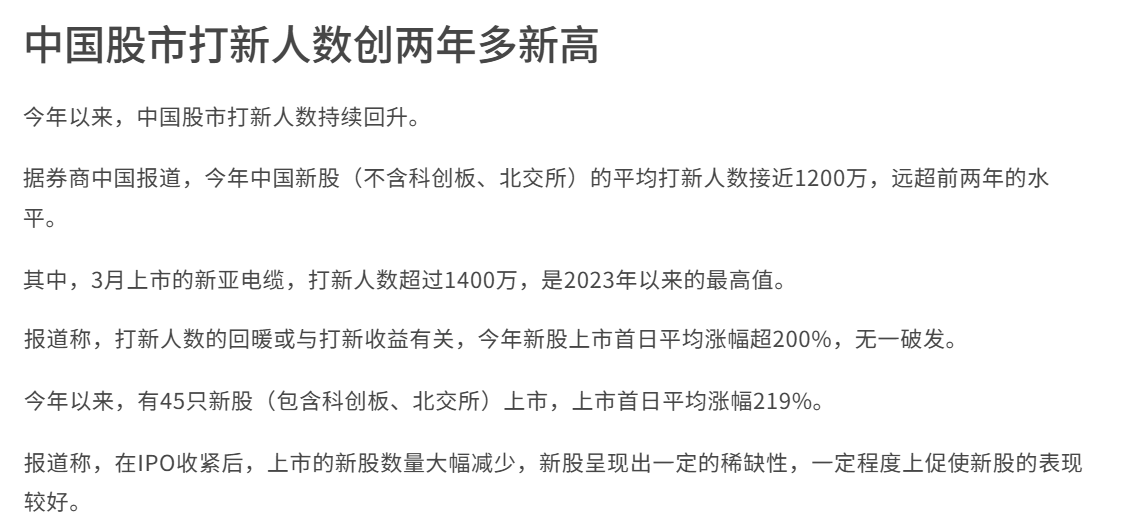 中国股市打新人数创两年多新高
今年以来，中国股市打新人数持续回升。
据券商中国报道，今年中国新股（不含科创板、北交所）的平均打新人数接近1200万，远超前两年的水
平。
其中，3月上市的新亚电缆，打新人数超过1400万，是2023年以来的最高值。
报道称，打新人数的回暖或与打新收益有关，今年新股上市首日平均涨幅超200%，无一破发。
今年以来，有45只新股（包含科创板、北交所）上市，上市首日平均涨幅219%。
报道称，在IPO收紧后，上市的新股数量大幅减少，新股呈现出一定的稀缺性，一定程度上促使新股的表现
较好。